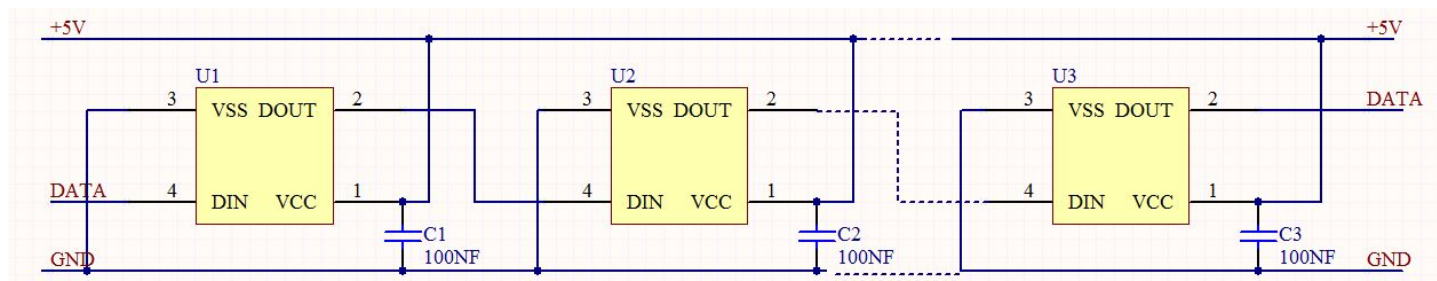 +5V +5V
U1 U2 U3
3 VSS DOUT 2 3 VSS DOUT 2 3 VSS DOUT 2 DATA
DATA 4 DIN VCC 1 4 DIN VCC 1 4 DIN VCC 1
C1 C2 C3
GND 100NF 100NF 100NF GND